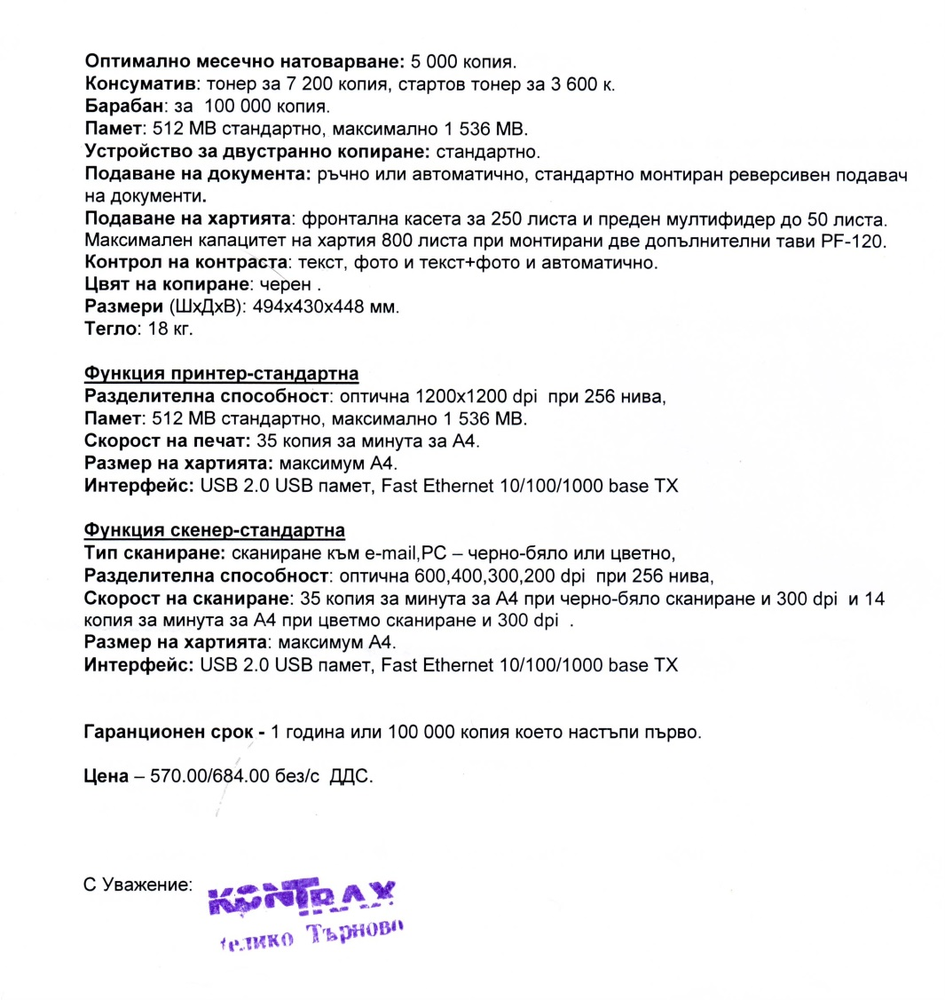 Оптимално месечно натоварване: 5 000 копия.
Консуматив: тонер за 7 200 копия, стартов тонер за 3 600 к.
Барабан: за 100 000 копия.
Памет: 512 MB стандартно, максимално 1 536 MB.
Устройство за двустранно копиране: стандартно.
Подаване на документа: ръчно или автоматично, стандартно монтиран реверсивен подавач
на документи.
Подаване на хартията: фронтална касета за 250 листа и преден мултифидер до 50 листа.
Максимален капацитет на хартия 800 листа при монтирани две допълнителни тави PF-120.
Контрол на контраста: текст, фото и текст+фото и автоматично.
Цвят на копиране: черен .
Размери (ШхДхВ): 494x430x448 мм.
Тегло: 18 кг.
Функция принтер-стандартна
Разделителна способност: оптична 1200x1200 dpi при 256 нива,
Памет: 512 MB стандартно, максимално 1 536 MB.
Скорост на печат: 35 копия за минута за А4.
Размер на хартията: максимум А4.
Интерфейс: USB 2.0 USB памет, Fast Ethernet 10/100/1000 base TX
Функция скенер-стандартна
Тип сканиране: сканиране към e-mail,PC – черно-бяло или цветно,
Разделителна способност: оптична 600,400,300,200 dpi при 256 нива,
Скорост на сканиране: 35 копия за минута за А4 при черно-бяло сканиране и 300 dpi и 14
копия за минута за А4 при цветмо сканиране и 300 dpi .
Размер на хартията: максимум А4.
Интерфейс: USB 2.0 USB памет, Fast Ethernet 10/100/1000 base TX
Гаранционен срок - 1 година или 100 000 копия което настъпи първо.
Цена – 570.00/684.00 без/с ДДС.
С Уважение:
KONTRAX
Велико Търново